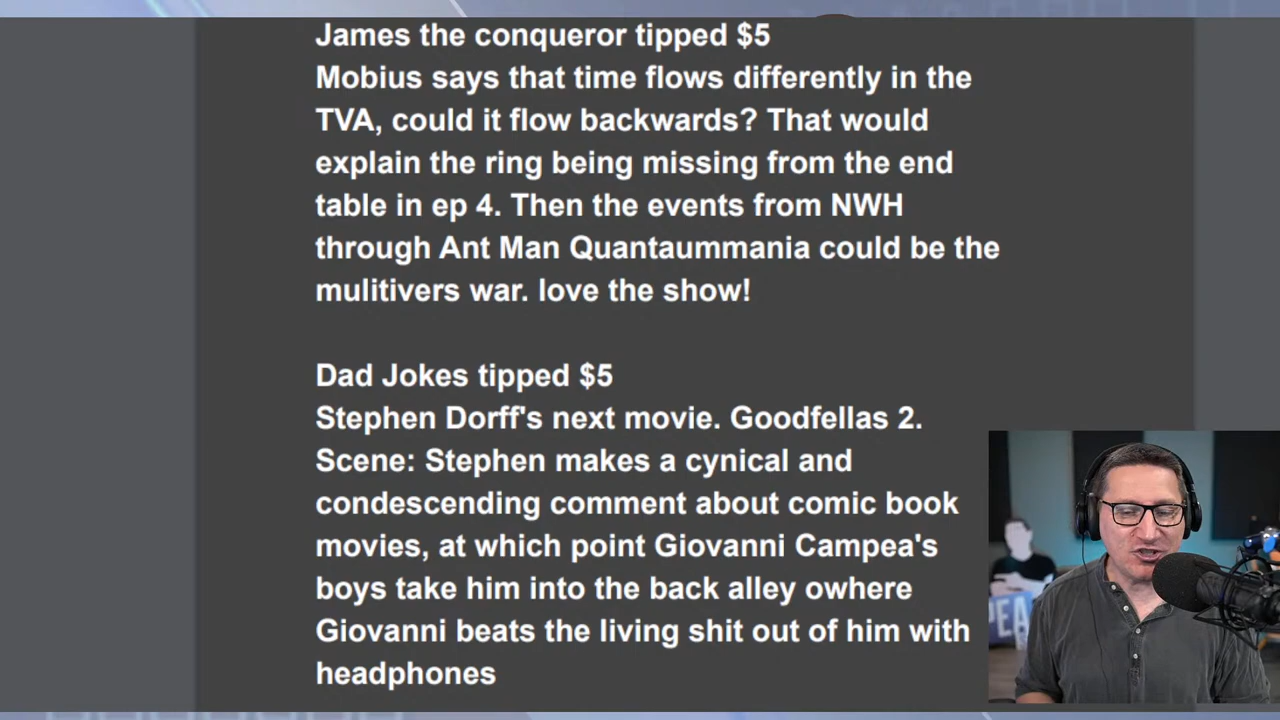 James the conqueror tipped $5
Mobius says that time flows differently in the
TVA, could it flow backwards? That would
explain the ring being missing from the end
table in ep 4. Then the events from NWH
through Ant Man Quantaummania could be the
mulitivers war. love the show!
Dad Jokes tipped $5
Stephen Dorff's next movie. Goodfellas 2.
Scene: Stephen makes a cynical and
condescending comment about comic book
movies, at which point Giovanni Campea's
boys take him into the back alley owhere
Giovanni beats the living shit out of him with
headphones
PEA